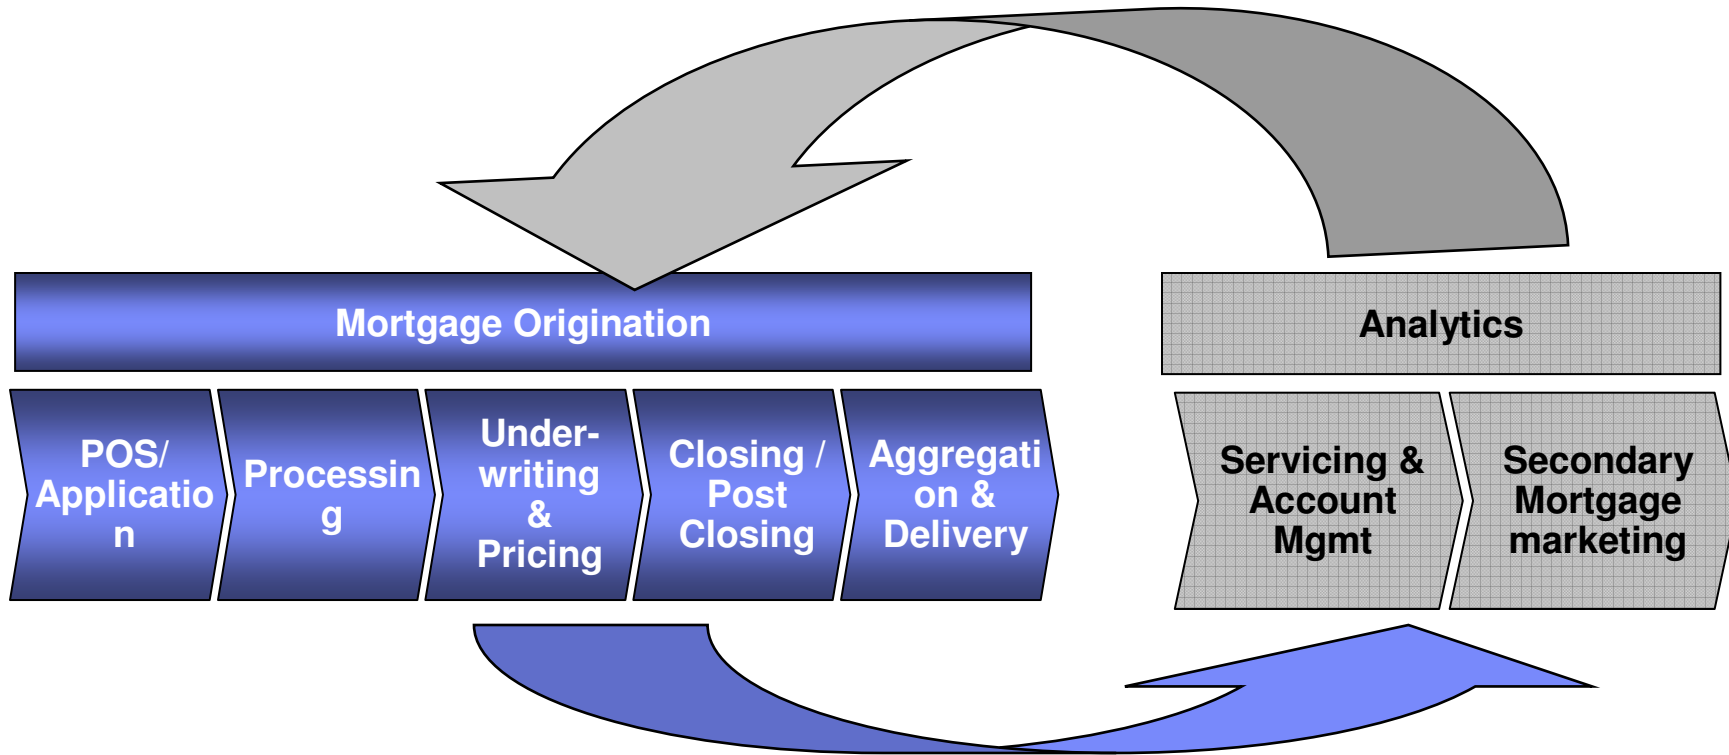 Mortgage Origination
Analytics
POS/
Applicatio
n
Processin
g
Under-
writing
&
Pricing
Closing /
Post
Closing
Aggregati
on &
Delivery
Servicing &
Account
Mgmt
Secondary
Mortgage
marketing